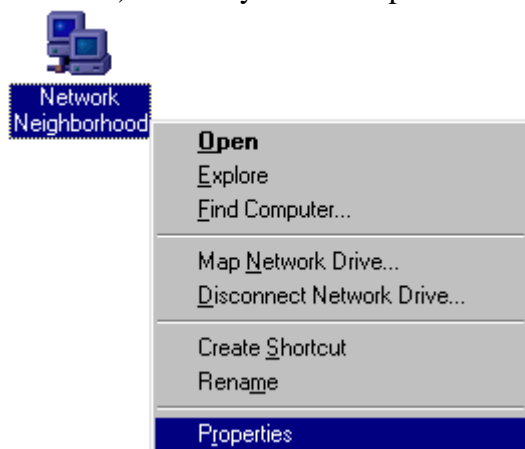 Network
Neighborhood
Open
Explore
Find Computer...
Map Network Drive...
Disconnect Network Drive...
Create Shortcut
Rename
Properties